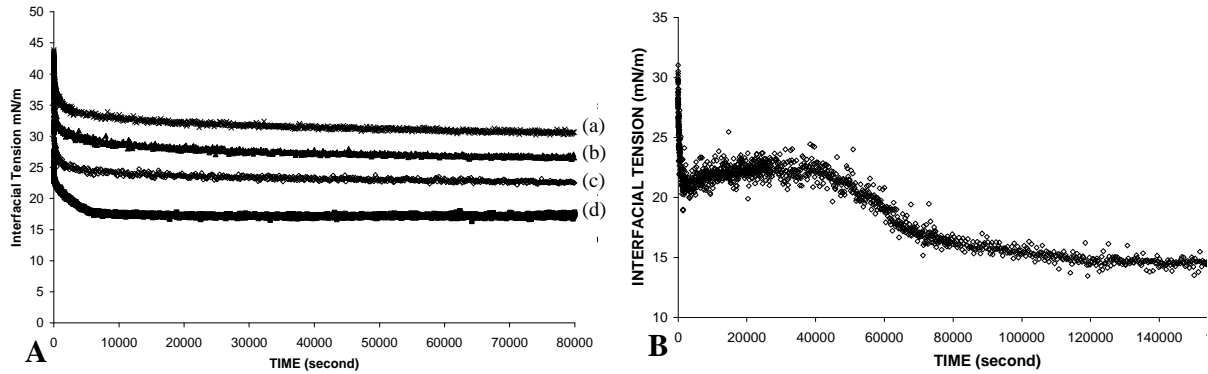 50
45
40
35
30
25
20
15
10
5
0
Interfacial Tension mN/m
(a)
(b)
(c)
(d)
0 10000 20000 30000 40000 50000 60000 70000 80000
TIME (second)
A
35
30
25
20
15
10
INTERFACIAL TENSION (mN/m)
0 20000 40000 60000 80000 100000 120000 140000
TIME (second)
B